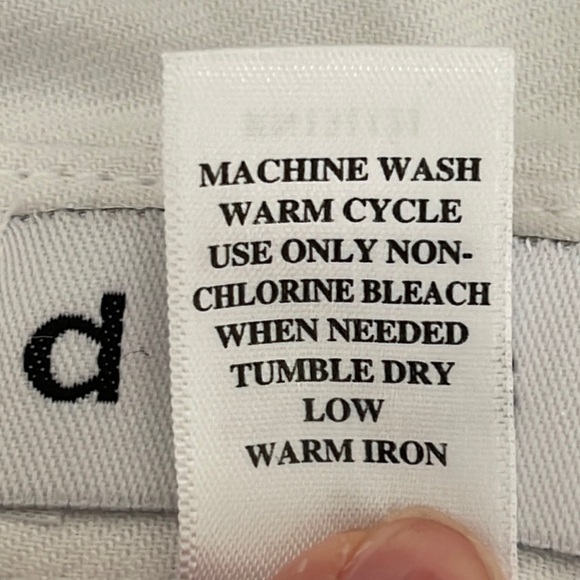 MACHINE WASH
WARM CYCLE
USE ONLY NON-
CHLORINE BLEACH
WHEN NEEDED
TUMBLE DRY
LOW
WARM IRON
d